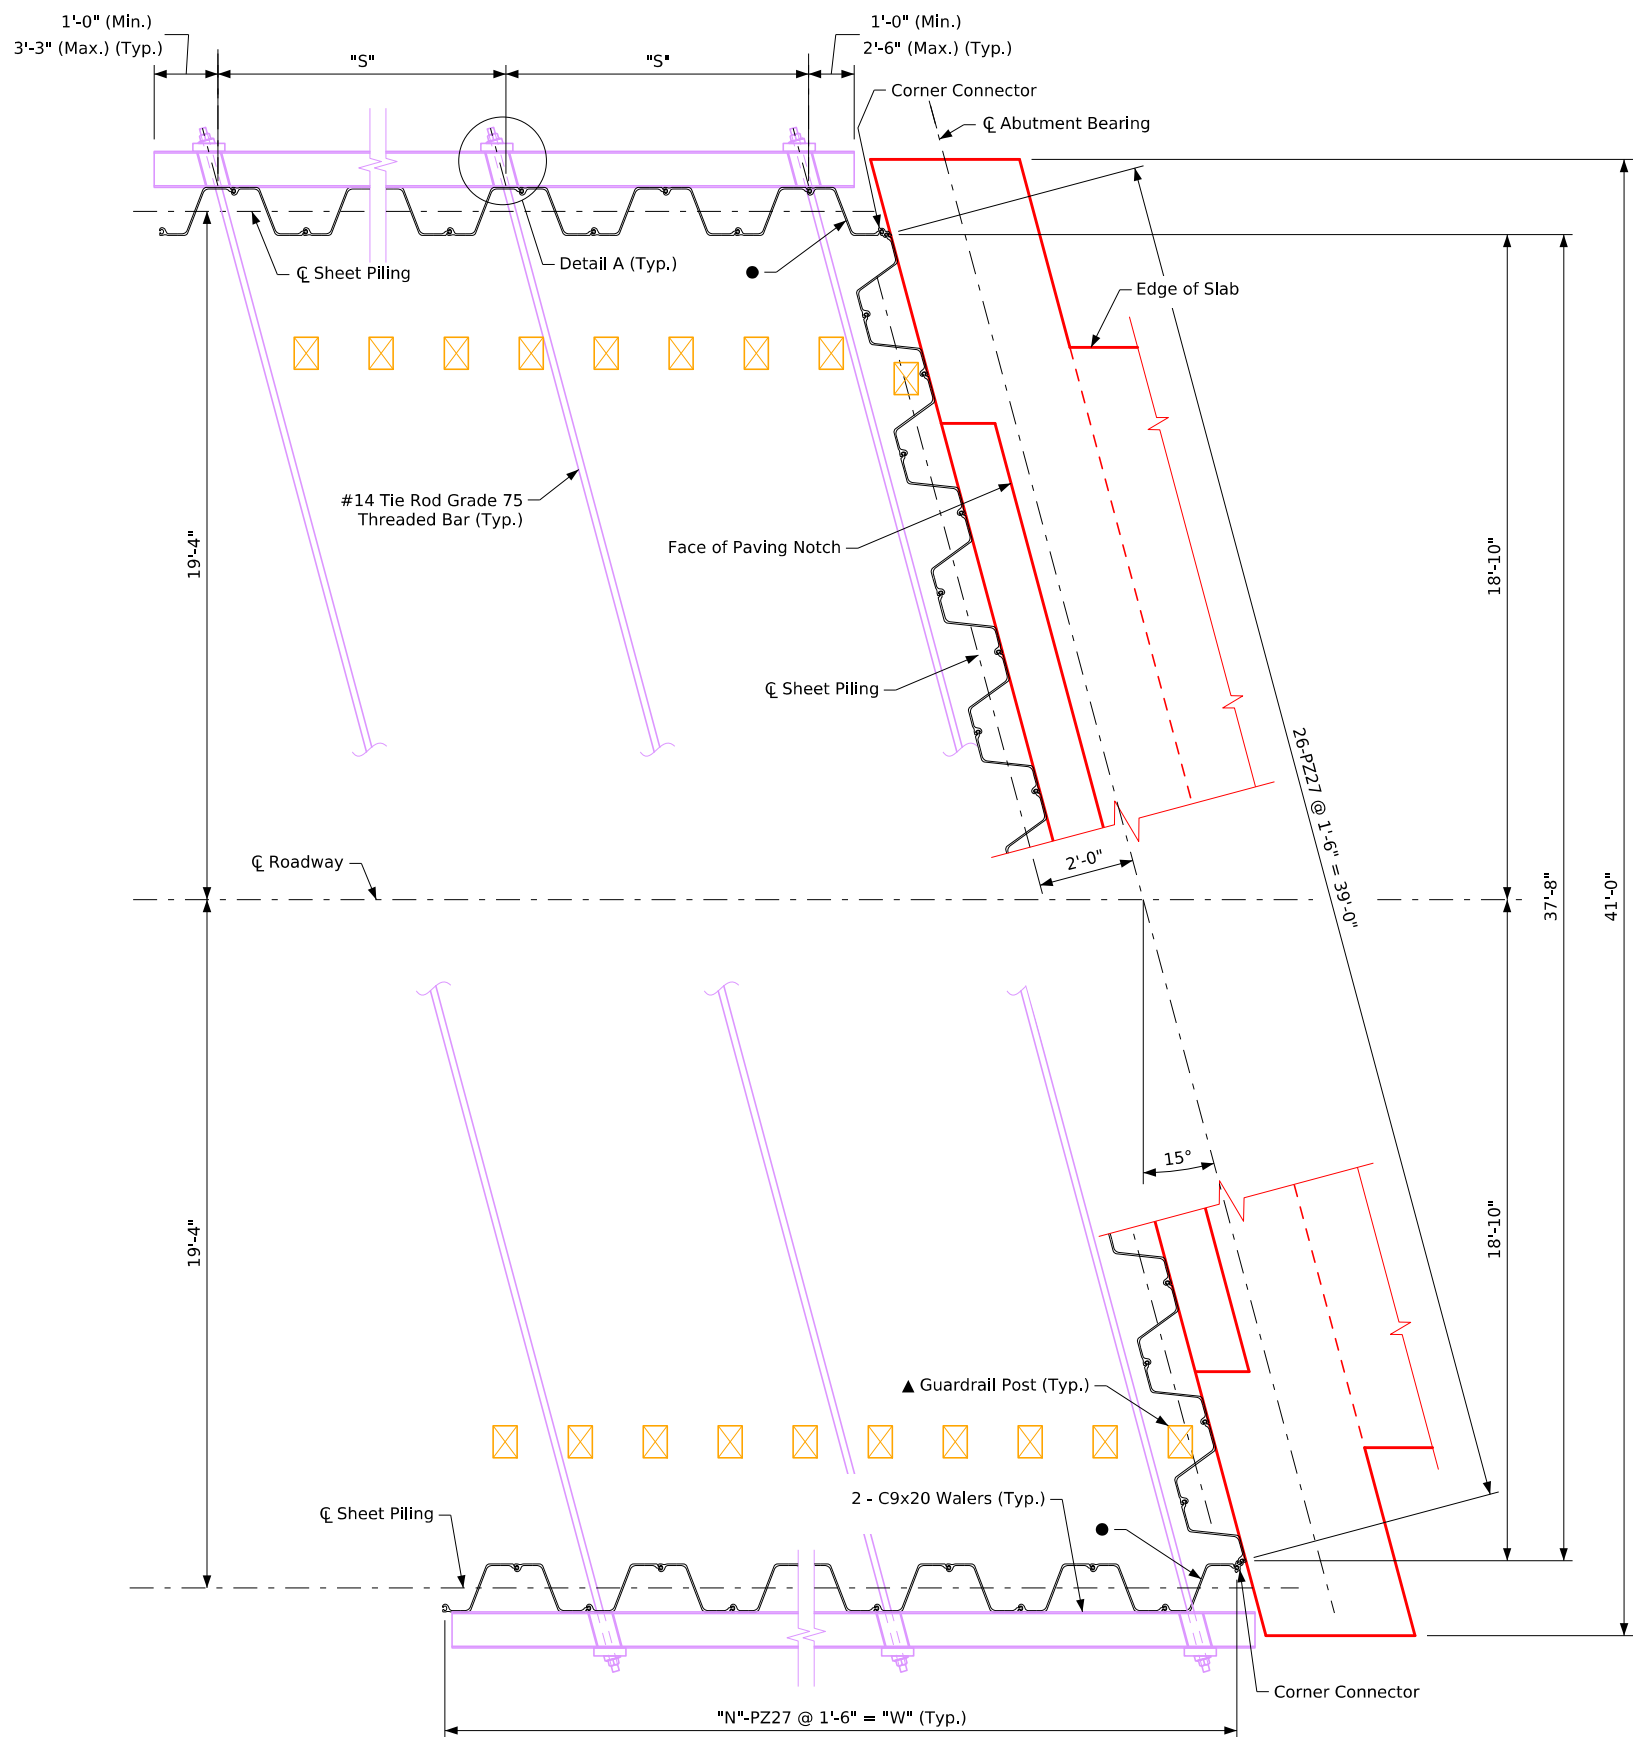 1'-0" (Min.)
3'-3" (Max.) (Typ.)
"S"
"S"
1'-0" (Min.)
2'-6" (Max.) (Typ.)
Corner Connector
℄ Abutment Bearing
℄ Sheet Piling
Detail A (Typ.)
●
Edge of Slab
#14 Tie Rod Grade 75
Threaded Bar (Typ.)
Face of Paving Notch
19'-4"
18'-10"
℄ Sheet Piling
26-PZ27 @ 1'-6" = 39'-0"
℄ Roadway
2'-0"
37'-8"
41'-0"
15°
19'-4"
18'-10"
▲ Guardrail Post (Typ.)
2 - C9x20 Walers (Typ.)
℄ Sheet Piling
●
Corner Connector
"N"-PZ27 @ 1'-6" = "W" (Typ.)